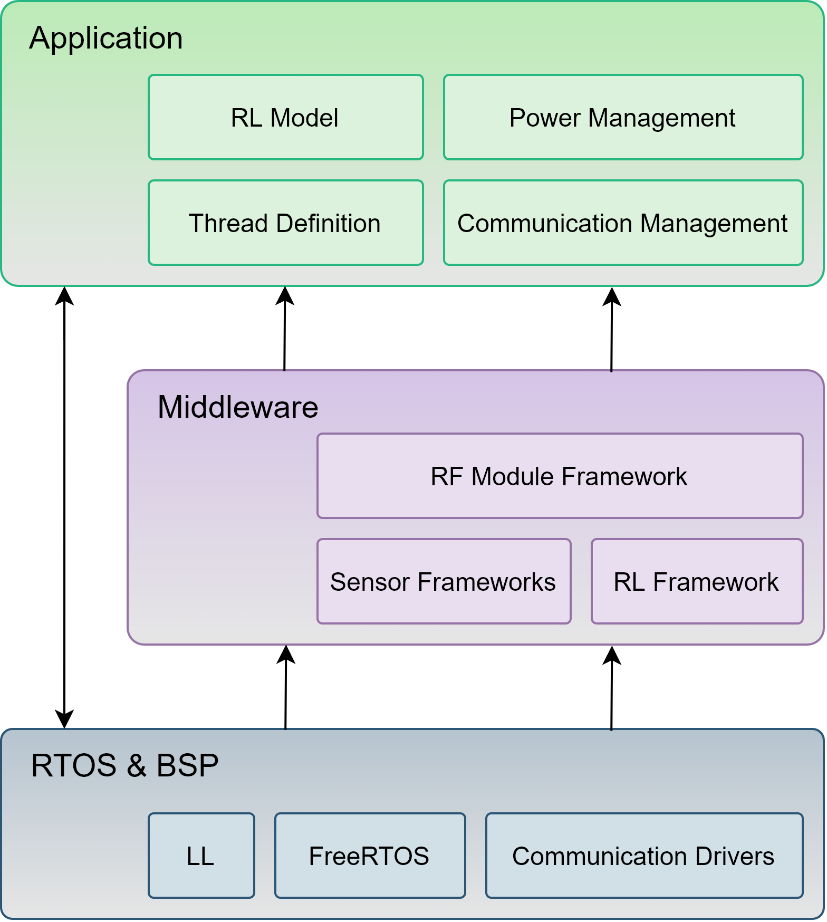 Application
RL Model
Power Management
Thread Definition
Communication Management
Middleware
RF Module Framework
Sensor Frameworks
RL Framework
RTOS & BSP
LL
FreeRTOS
Communication Drivers